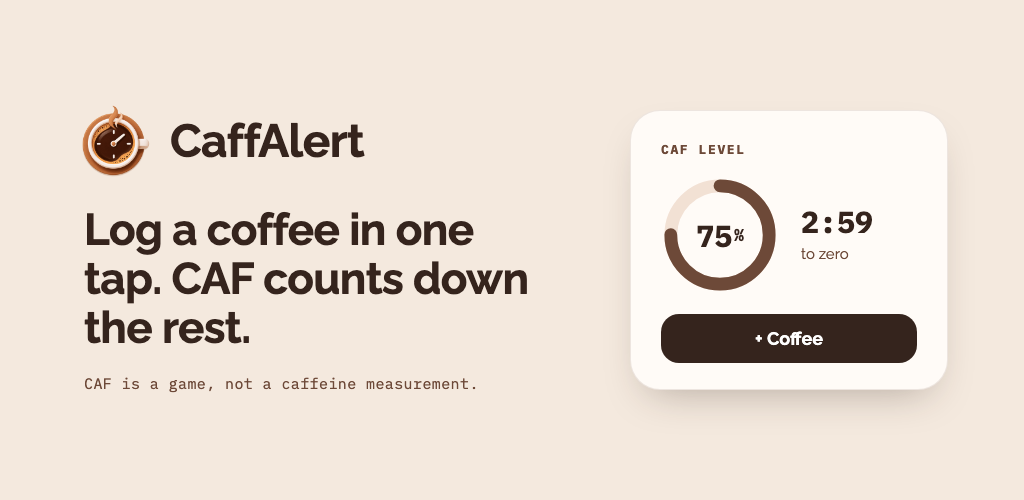 CaffAlert
Log a coffee in one
tap. CAF counts down
the rest.
CAF is a game, not a caffeine measurement.
CAF LEVEL
75%
2:59
to zero
+ Coffee